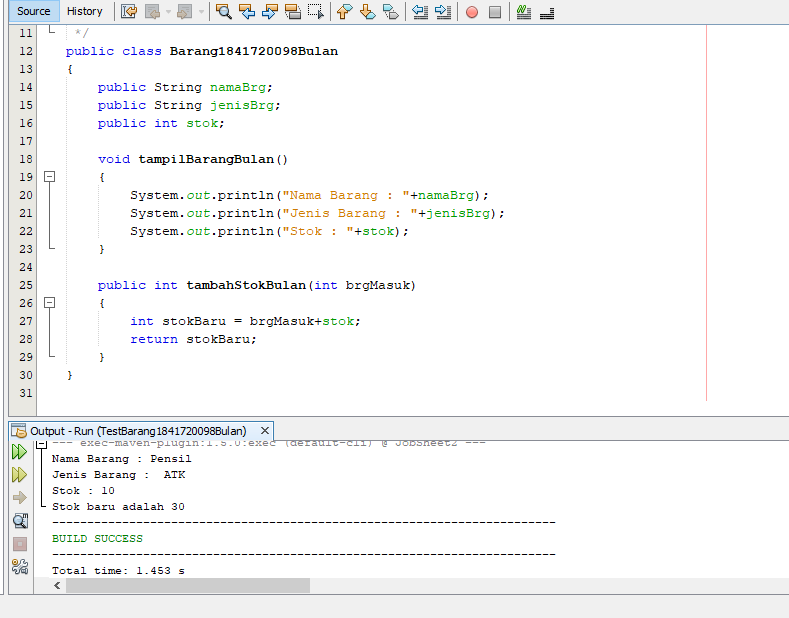 Source History
11 */
12 public class Barang1841720098Bulan
13 {
14 public String namaBrg;
15 public String jenisBrg;
16 public int stok;
17
18 void tampilBarangBulan()
19 {
20 System.out.println("Nama Barang : "+namaBrg);
21 System.out.println("Jenis Barang : "+jenisBrg);
22 System.out.println("Stok : "+stok);
23 }
24
25 public int tambahStokBulan(int brgMasuk)
26 {
27 int stokBaru = brgMasuk+stok;
28 return stokBaru;
29 }
30 }
31
Output - Run (TestBarang1841720098Bulan) ×
--- exec-maven-plugin:1.5.0:exec (default-cli) @ JobSheet2 ---
Nama Barang : Pensil
Jenis Barang :  ATK
Stok : 10
Stok baru adalah 30
------------------------------------------------------------------------
BUILD SUCCESS
------------------------------------------------------------------------
Total time: 1.453 s